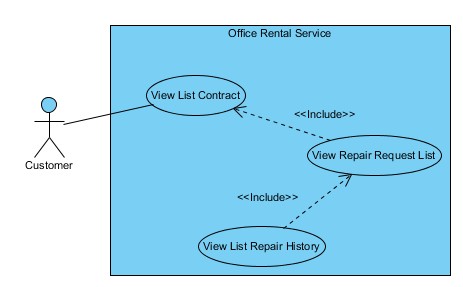 Office Rental Service
View List Contract
<<Include>>
Customer
View Repair Request List
<<Include>>
View List Repair History